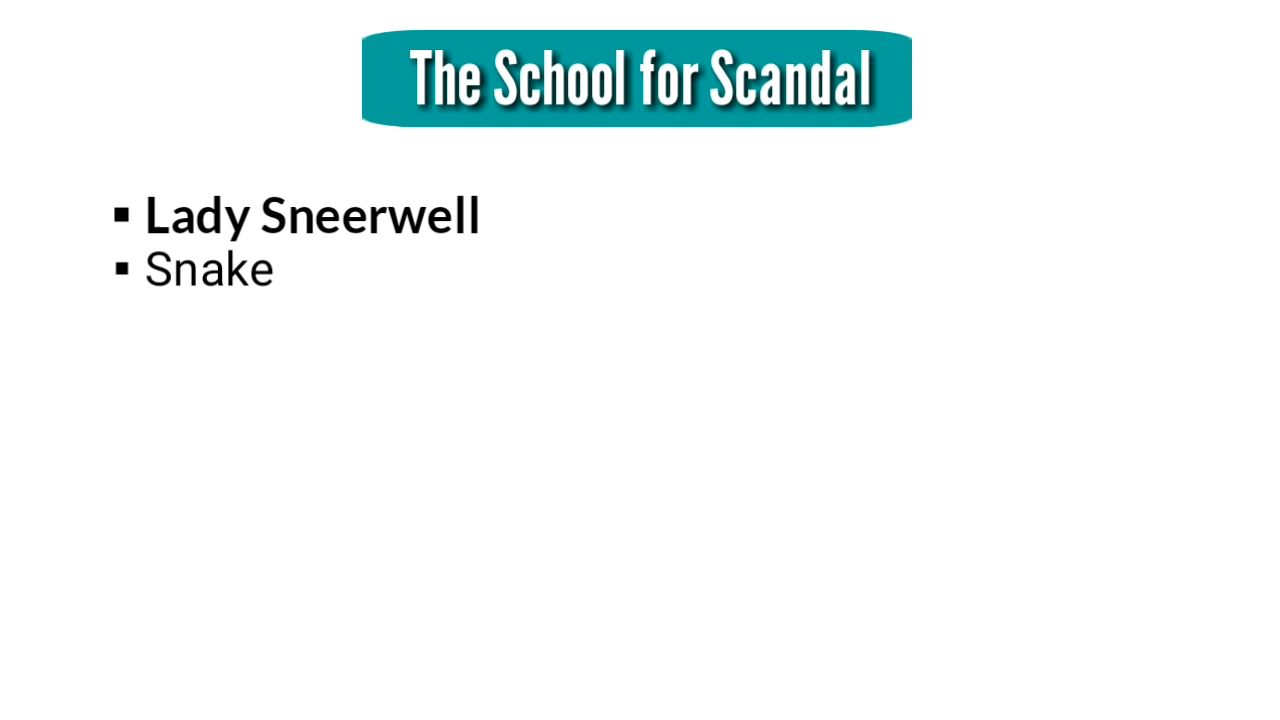 The School for Scandal
▪ Lady Sneerwell
▪ Snake